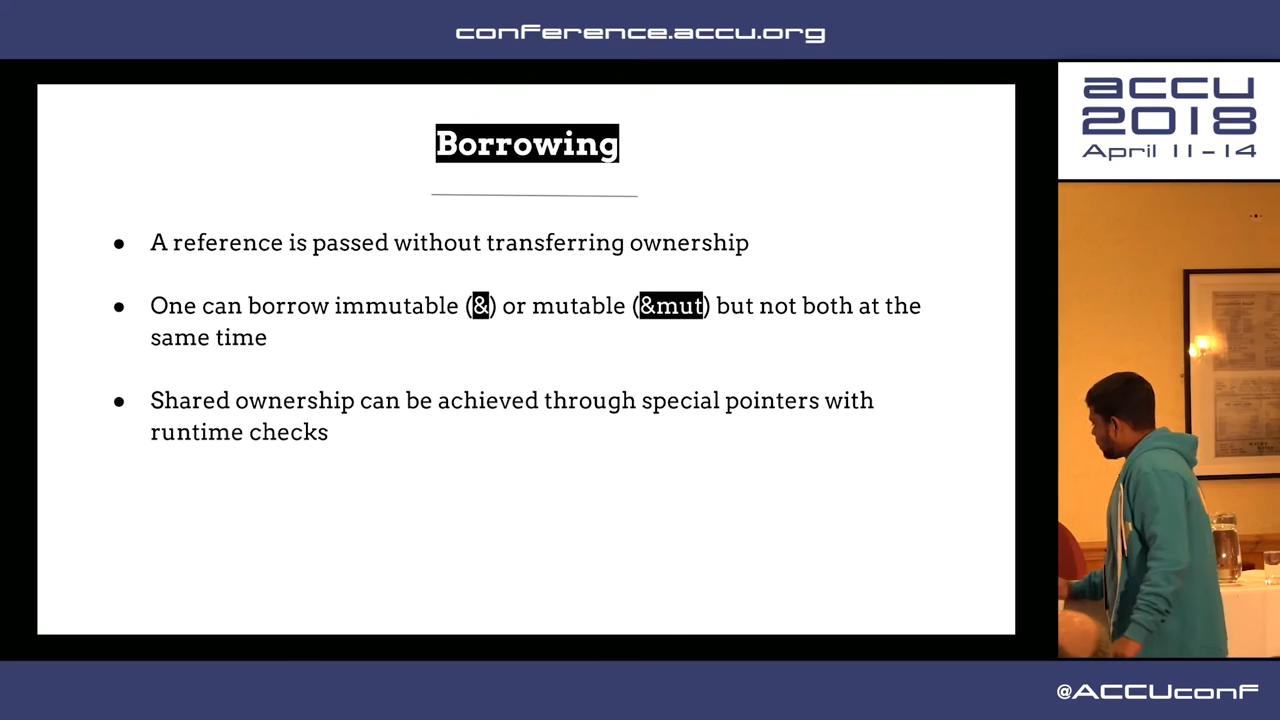 conference.accu.org
accu
2018
April 11-14
Borrowing
● A reference is passed without transferring ownership
● One can borrow immutable (&) or mutable (&mut) but not both at the
same time
● Shared ownership can be achieved through special pointers with
runtime checks
@ACCUconf